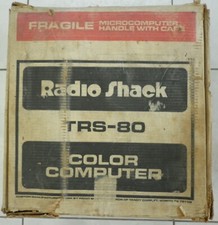 FRAGILE MICROCOMPUTER
HANDLE WITH CARE
Radio Shack
TRS-80
COLOR
COMPUTER